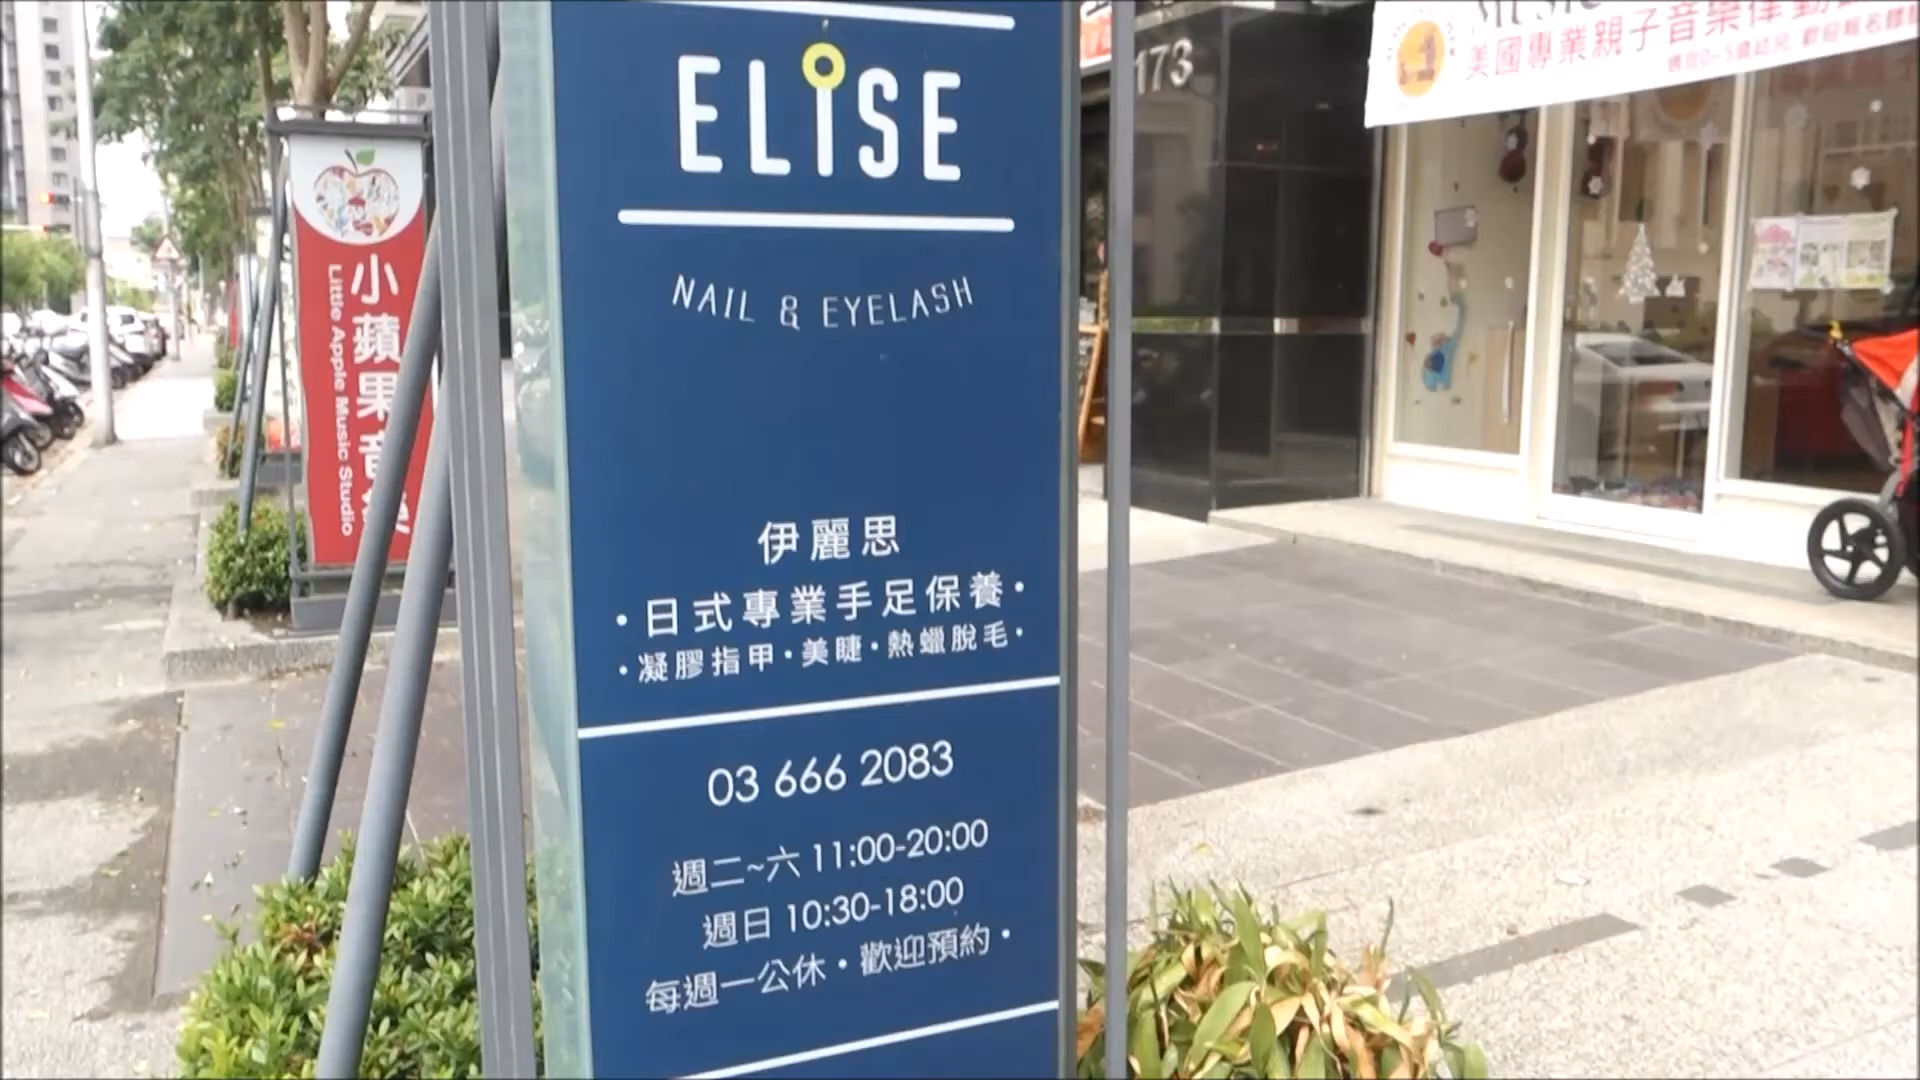 ELISE
NAIL & EYELASH
伊麗思
・日式專業手足保養・
・凝膠指甲・美睫・熱蠟脫毛・
03 666 2083
週二~六 11:00-20:00
週日 10:30-18:00
每週一公休・歡迎預約・
小蘋果音樂
Little Apple Music Studio
173
美國專業親子音樂律動